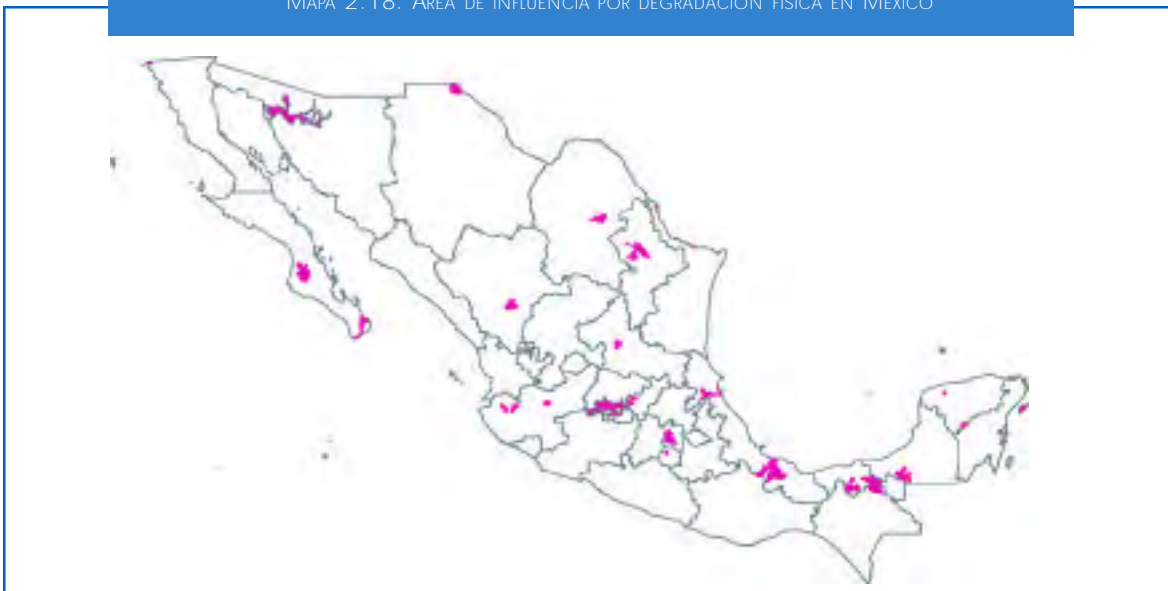 MAPA 2.18. ÁREA DE INFLUENCIA POR DEGRADACIÓN FÍSICA EN MÉXICO